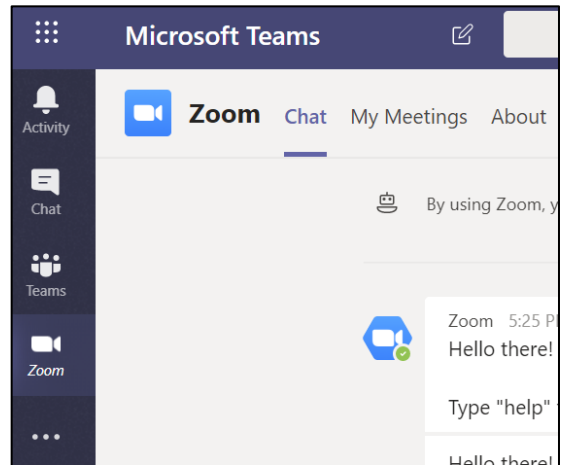 Microsoft Teams
Activity
Zoom Chat My Meetings About
Chat
By using Zoom, y
Teams
Zoom 5:25 P
Hello there!
Zoom
Type "help"
Hello there!